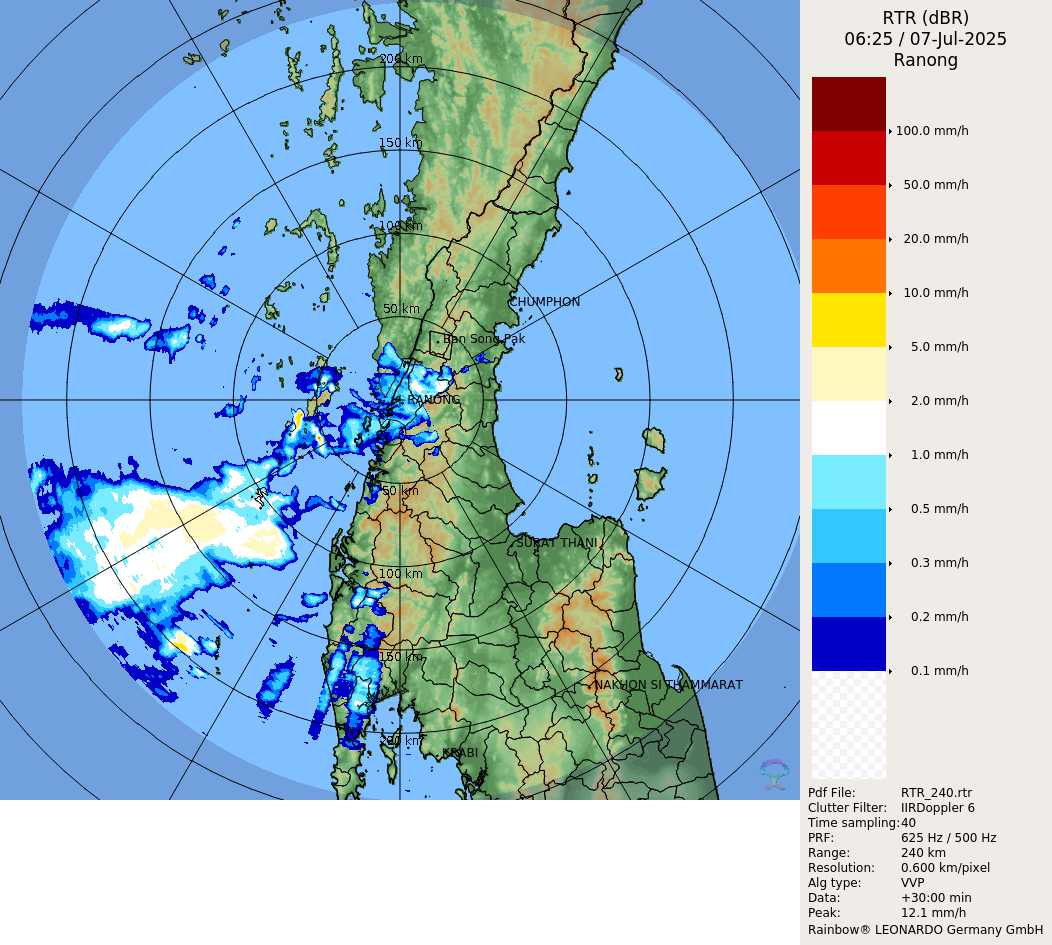 RTR (dBR)
06:25 / 07-Jul-2025
Ranong
100.0 mm/h
50.0 mm/h
20.0 mm/h
10.0 mm/h
5.0 mm/h
2.0 mm/h
1.0 mm/h
0.5 mm/h
0.3 mm/h
0.2 mm/h
0.1 mm/h
200 km
150 km
100 km
50 km
CHUMPHON
Ban Song Pak
RANONG
50 km
SURAT THANI
100 km
150 km
NAKHON SI THAMMARAT
200 km
KRABI
Pdf File: RTR_240.rtr
Clutter Filter: IIRDoppler 6
Time sampling:40
PRF: 625 Hz / 500 Hz
Range: 240 km
Resolution: 0.600 km/pixel
Alg type: VVP
Data: +30:00 min
Peak: 12.1 mm/h
Rainbow® LEONARDO Germany GmbH